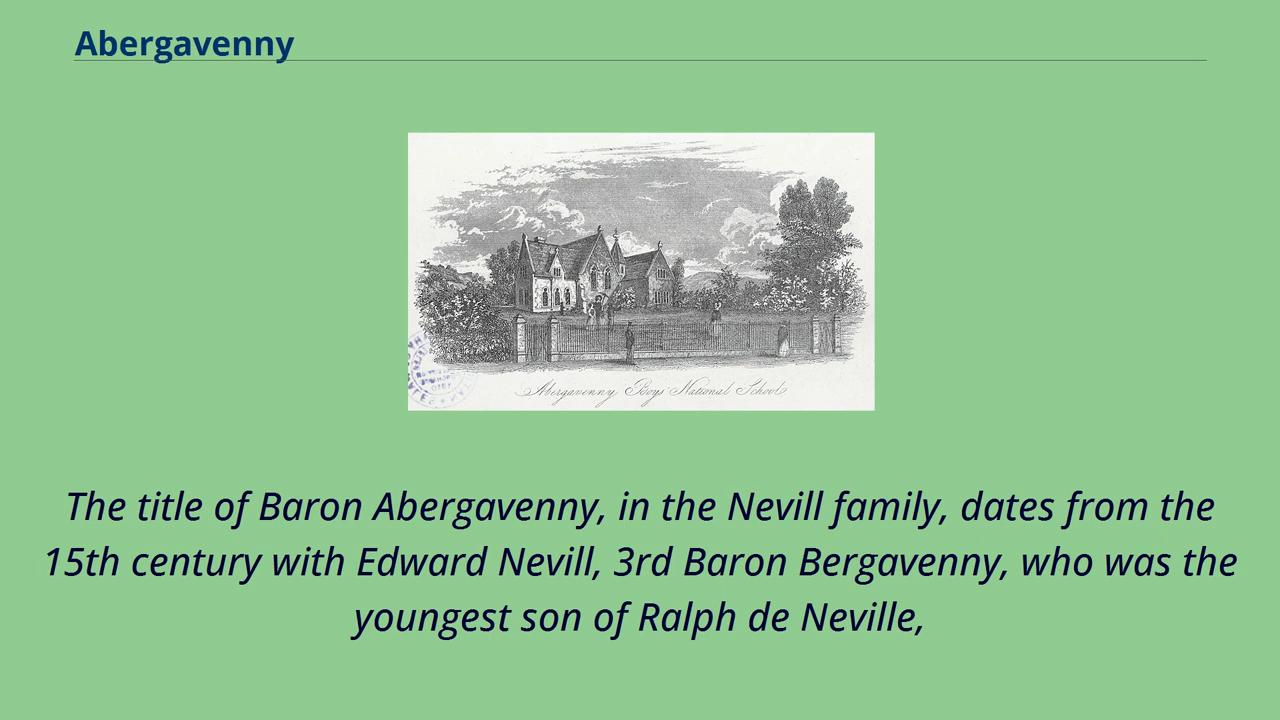 Abergavenny
Abergavenny Boys National School
The title of Baron Abergavenny, in the Nevill family, dates from the
15th century with Edward Nevill, 3rd Baron Bergavenny, who was the
youngest son of Ralph de Neville,